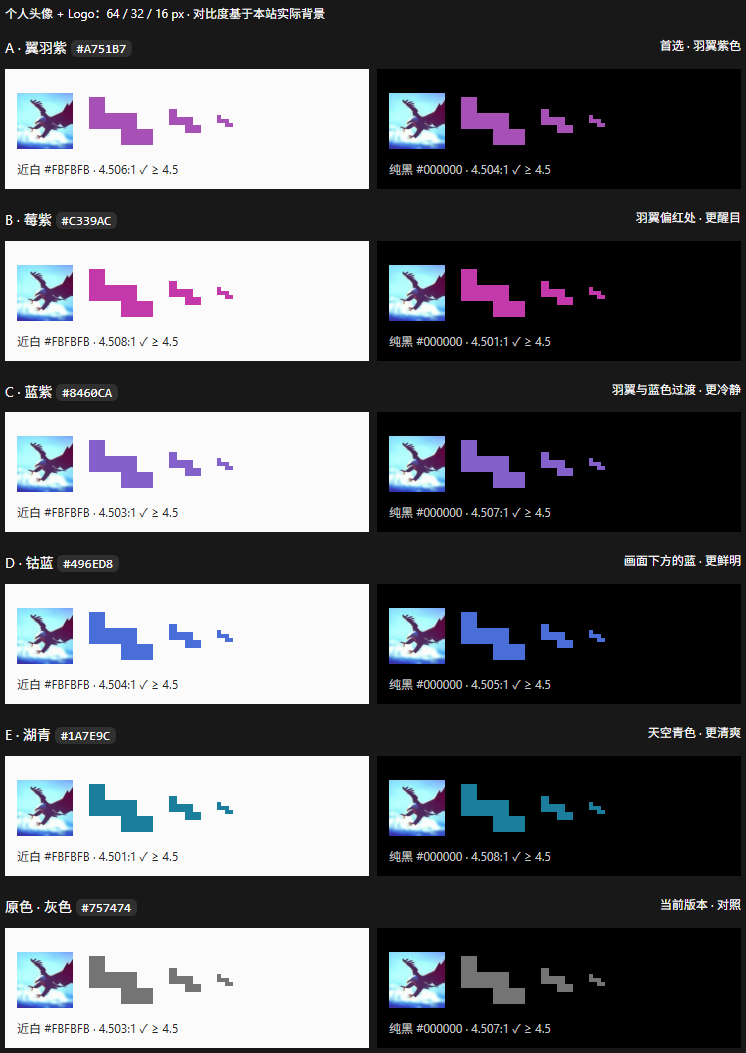 个人头像 + Logo：64 / 32 / 16 px · 对比度基于本站实际背景
A · 翼羽紫 #A751B7 首选 · 羽翼紫色
近白 #FBFBFB · 4.506:1 ✓ ≥ 4.5 纯黑 #000000 · 4.504:1 ✓ ≥ 4.5
B · 莓紫 #C339AC 羽翼偏红处 · 更醒目
近白 #FBFBFB · 4.508:1 ✓ ≥ 4.5 纯黑 #000000 · 4.501:1 ✓ ≥ 4.5
C · 蓝紫 #8460CA 羽翼与蓝色过渡 · 更冷静
近白 #FBFBFB · 4.503:1 ✓ ≥ 4.5 纯黑 #000000 · 4.507:1 ✓ ≥ 4.5
D · 钴蓝 #496ED8 画面下方的蓝 · 更鲜明
近白 #FBFBFB · 4.504:1 ✓ ≥ 4.5 纯黑 #000000 · 4.505:1 ✓ ≥ 4.5
E · 湖青 #1A7E9C 天空青色 · 更清爽
近白 #FBFBFB · 4.501:1 ✓ ≥ 4.5 纯黑 #000000 · 4.508:1 ✓ ≥ 4.5
原色 · 灰色 #757474 当前版本 · 对照
近白 #FBFBFB · 4.503:1 ✓ ≥ 4.5 纯黑 #000000 · 4.507:1 ✓ ≥ 4.5